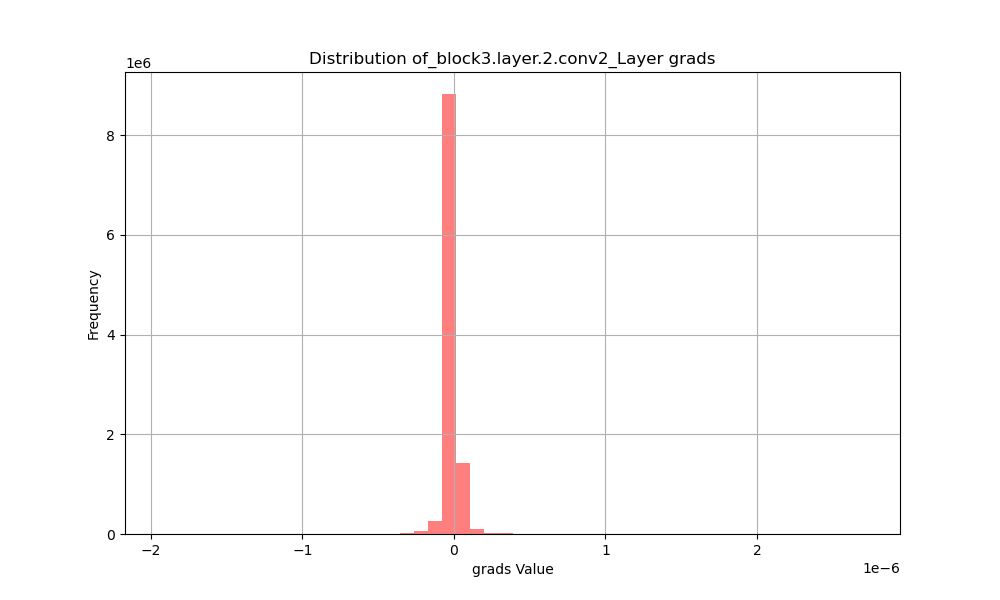 Distribution of_block3.layer.2.conv2_Layer grads
1e6
8
6
4
2
0
Frequency
−2
−1
0
1
2
grads Value
1e−6